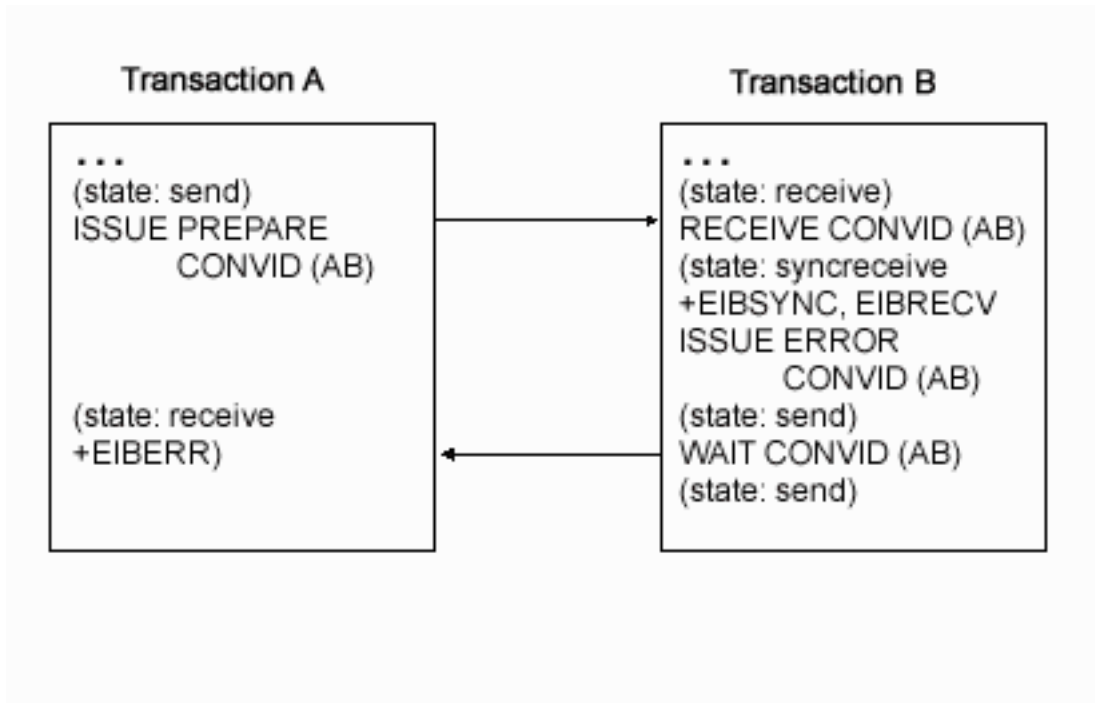 Transaction A
...
(state: send)
ISSUE PREPARE
CONVID (AB)
(state: receive
+EIBERR)
Transaction B
...
(state: receive)
RECEIVE CONVID (AB)
(state: syncreceive
+EIBSYNC, EIBRECV
ISSUE ERROR
CONVID (AB)
(state: send)
WAIT CONVID (AB)
(state: send)